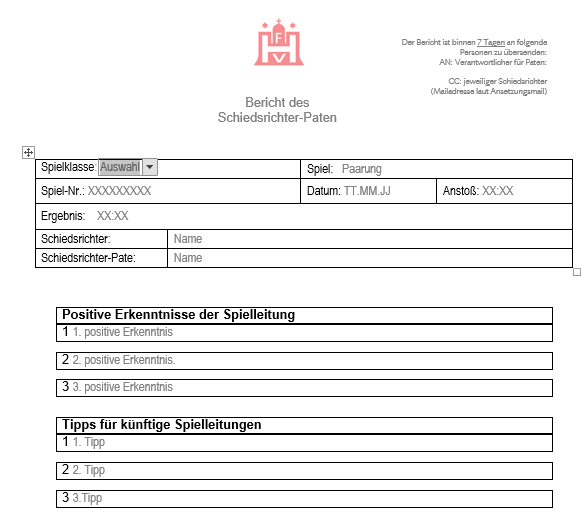 HFV
Der Bericht ist binnen 7 Tagen an folgende
Personen zu übersenden:
AN: Verantwortlicher für Paten:
CC: jeweiliger Schiedsrichter
(Mailadresse laut Ansetzungsmail)
Bericht des
Schiedsrichter-Paten
Spielklasse: Auswahl Spiel: Paarung
Spiel-Nr.: XXXXXXXXX Datum: TT.MM.JJ Anstoß: XX:XX
Ergebnis: XX:XX
Schiedsrichter: Name
Schiedsrichter-Pate: Name
Positive Erkenntnisse der Spielleitung
1 1. positive Erkenntnis
2 2. positive Erkenntnis.
3 3. positive Erkenntnis
Tipps für künftige Spielleitungen
1 1. Tipp
2 2. Tipp
3 3.Tipp